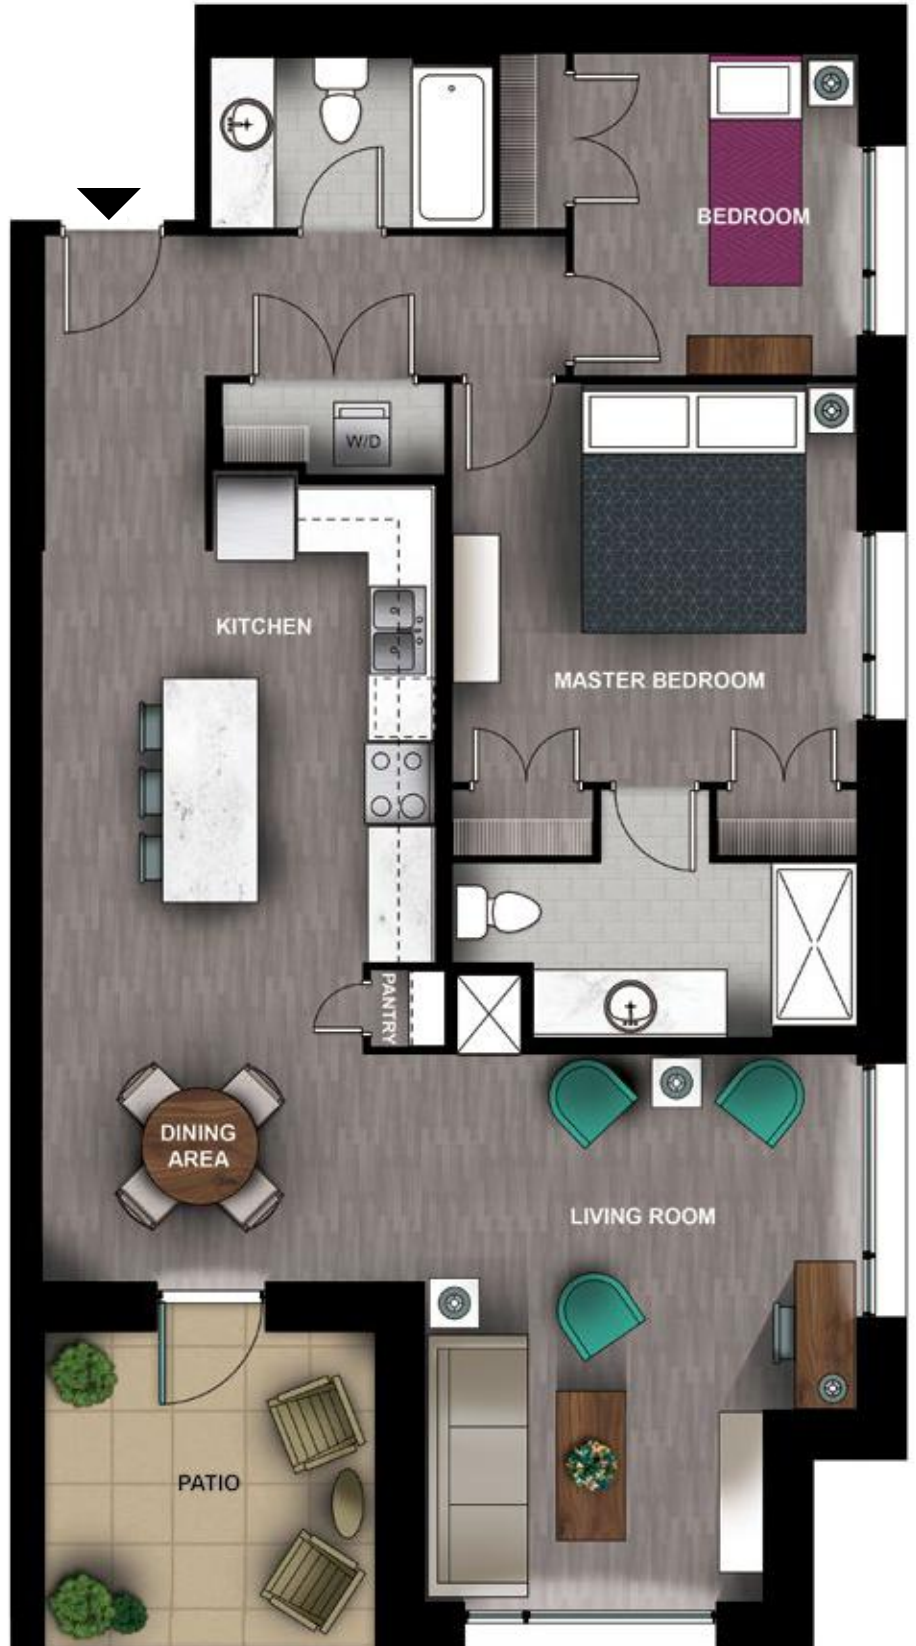 BEDROOM
W/D
KITCHEN
MASTER BEDROOM
PANTRY
DINING
AREA
LIVING ROOM
PATIO